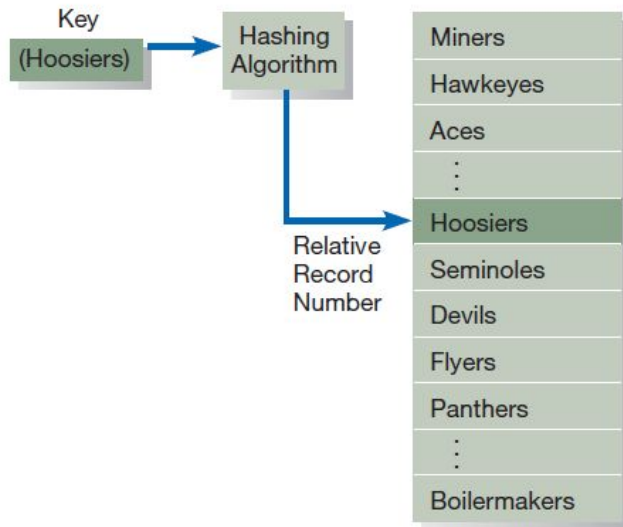 Key
(Hoosiers)
Hashing
Algorithm
Relative
Record
Number
Miners
Hawkeyes
Aces
⋮
Hoosiers
Seminoles
Devils
Flyers
Panthers
⋮
Boilermakers